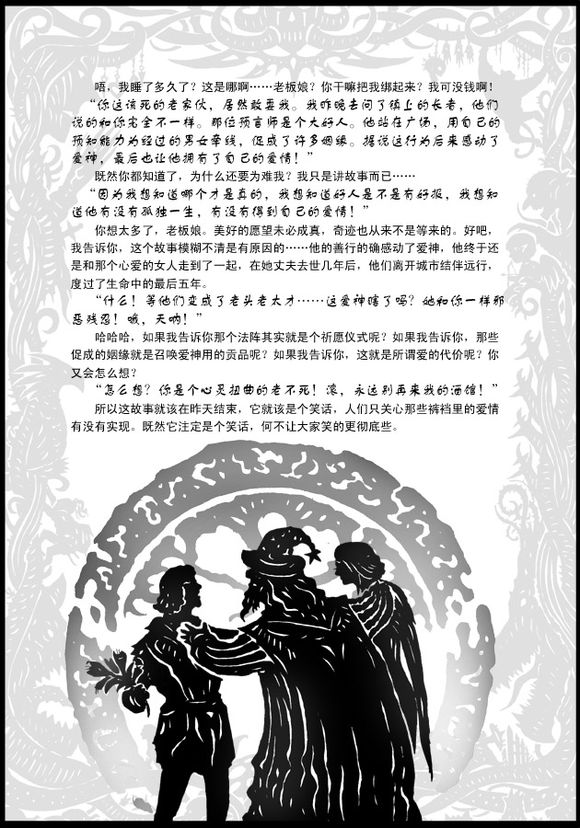 唔，我睡了多久了？这是哪啊……老板娘？你干嘛把我绑起来？我可没钱啊！
“你这该死的老家伙，居然敢耍我。我昨晚去问了镇上的长者，他们
说的和你完全不一样。那位预言师是个大好人。他站在广场，用自己的
预知能力为经过的男女牵线，促成了许多姻缘。据说这行为后来感动了
爱神，最后也让他拥有了自己的爱情！”
既然你都知道了，为什么还要为难我？我只是讲故事而已……
“因为我想知道哪个才是真的，我想知道好人是不是有好报，我想知
道他有没有孤独一生，有没有得到自己的爱情！”
你想太多了，老板娘。美好的愿望未必成真，奇迹也从来不是等来的。好吧，
我告诉你，这个故事模糊不清是有原因的……他的善行的确感动了爱神，他终于还
是和那个心爱的女人走到了一起，在她丈夫去世几年后，他们离开城市结伴远行，
度过了生命中的最后五年。
“什么！等他们变成了老头老太才……这爱神瞎了吗？她和你一样邪
恶残忍！哦，天呐！”
哈哈哈，如果我告诉你那个法阵其实就是个祈愿仪式呢？如果我告诉你，那些
促成的姻缘就是召唤爱神用的贡品呢？如果我告诉你，这就是所谓爱的代价呢？你
又会怎么想？
“怎么想？你是个心灵扭曲的老不死！滚，永远别再来我的酒馆！”
所以这故事就该在昨天结束，它就该是个笑话，人们只关心那些裤裆里的爱情
有没有实现。既然它注定是个笑话，何不让大家笑的更彻底些。